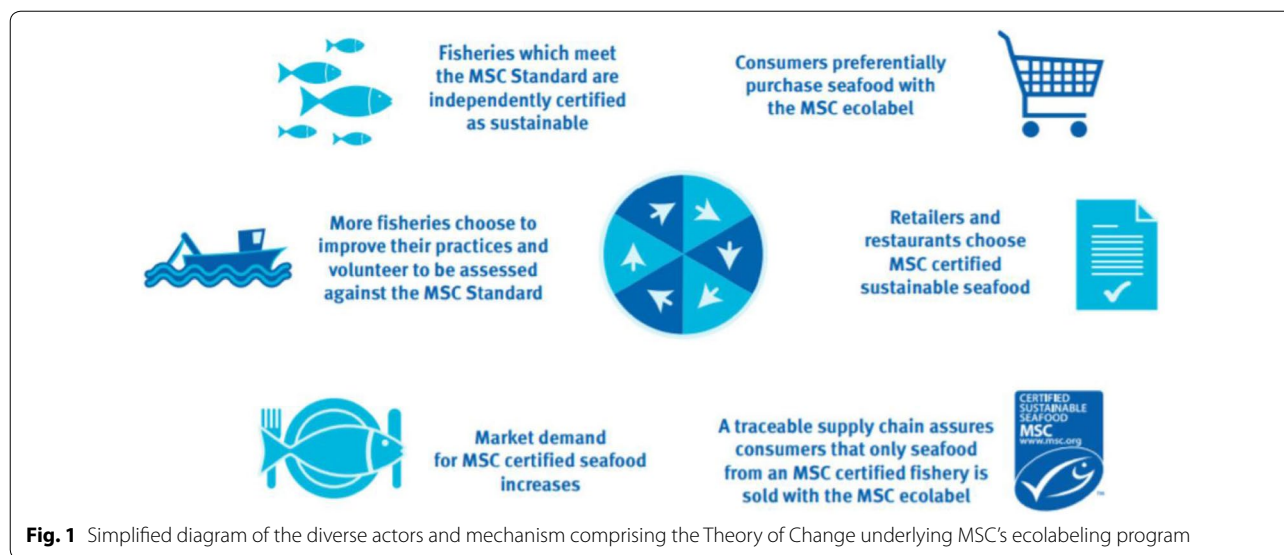 Fisheries which meet
the MSC Standard are
independently certified
as sustainable
Consumers preferentially
purchase seafood with
the MSC ecolabel
More fisheries choose to
improve their practices and
volunteer to be assessed
against the MSC Standard
Retailers and
restaurants choose
MSC certified
sustainable seafood
Market demand
for MSC certified seafood
increases
A traceable supply chain assures
consumers that only seafood
from an MSC certified fishery is
sold with the MSC ecolabel
CERTIFIED
SUSTAINABLE
SEAFOOD
MSC
www.msc.org
TM
Fig. 1 Simplified diagram of the diverse actors and mechanism comprising the Theory of Change underlying MSC's ecolabeling program